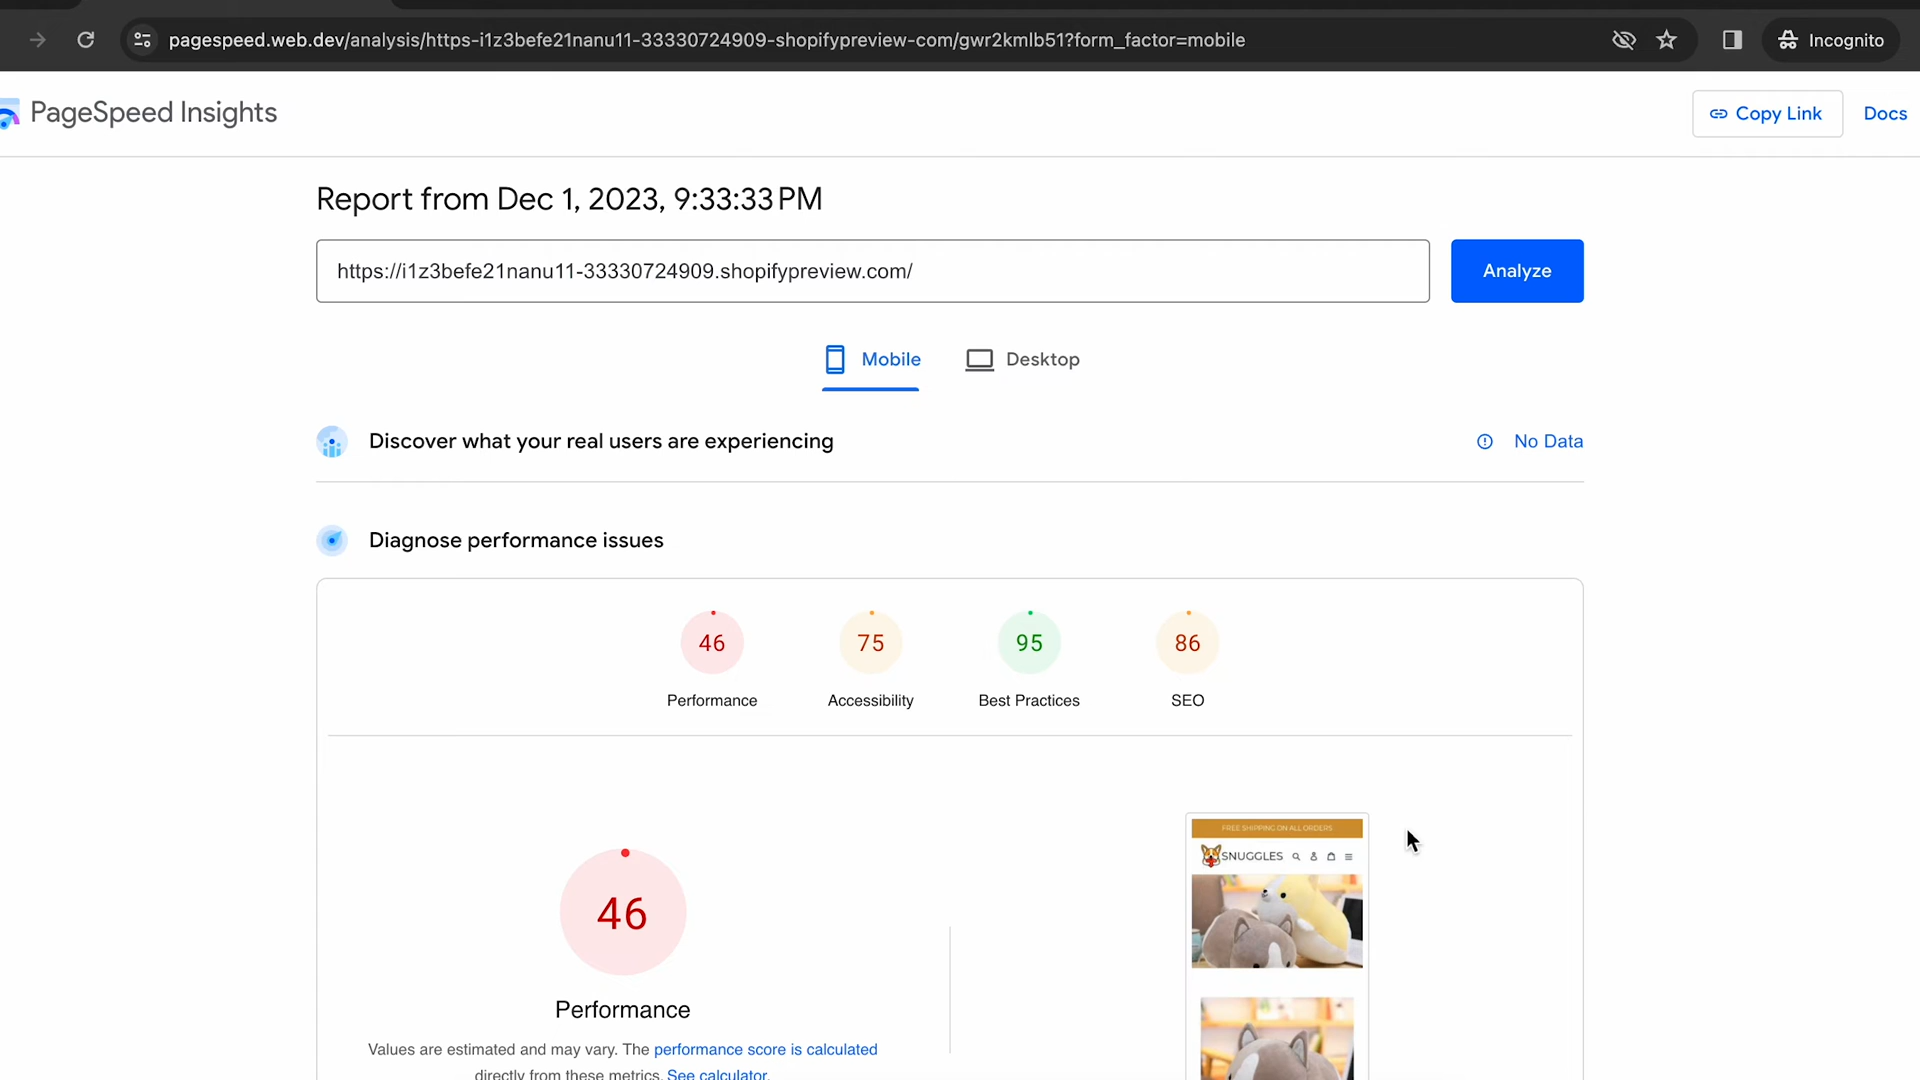 pagespeed.web.dev/analysis/https-i1z3befe21nanu11-33330724909-shopifypreview-com/gwr2kmlb51?form_factor=mobile
Incognito
PageSpeed Insights
Copy Link
Docs
Report from Dec 1, 2023, 9:33:33 PM
https://i1z3befe21nanu11-33330724909.shopifypreview.com/
Analyze
Mobile
Desktop
Discover what your real users are experiencing
No Data
Diagnose performance issues
46
75
95
86
Performance
Accessibility
Best Practices
SEO
FREE SHIPPING ON ALL ORDERS
SNUGGLES
46
Performance
Values are estimated and may vary. The performance score is calculated
directly from these metrics. See calculator.